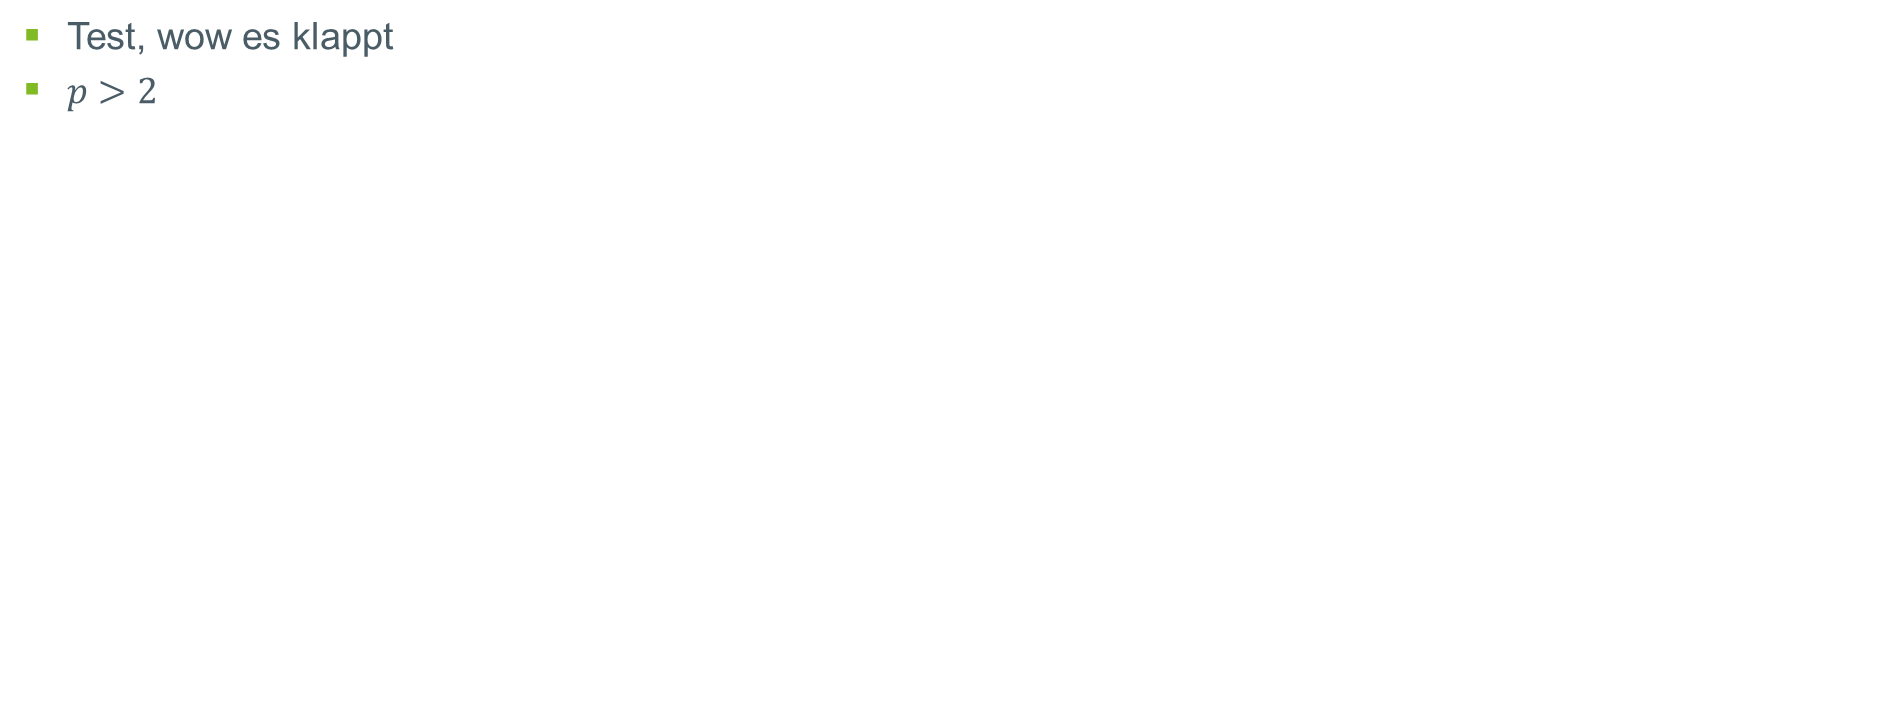 ▪ Test, wow es klappt
▪ p > 2